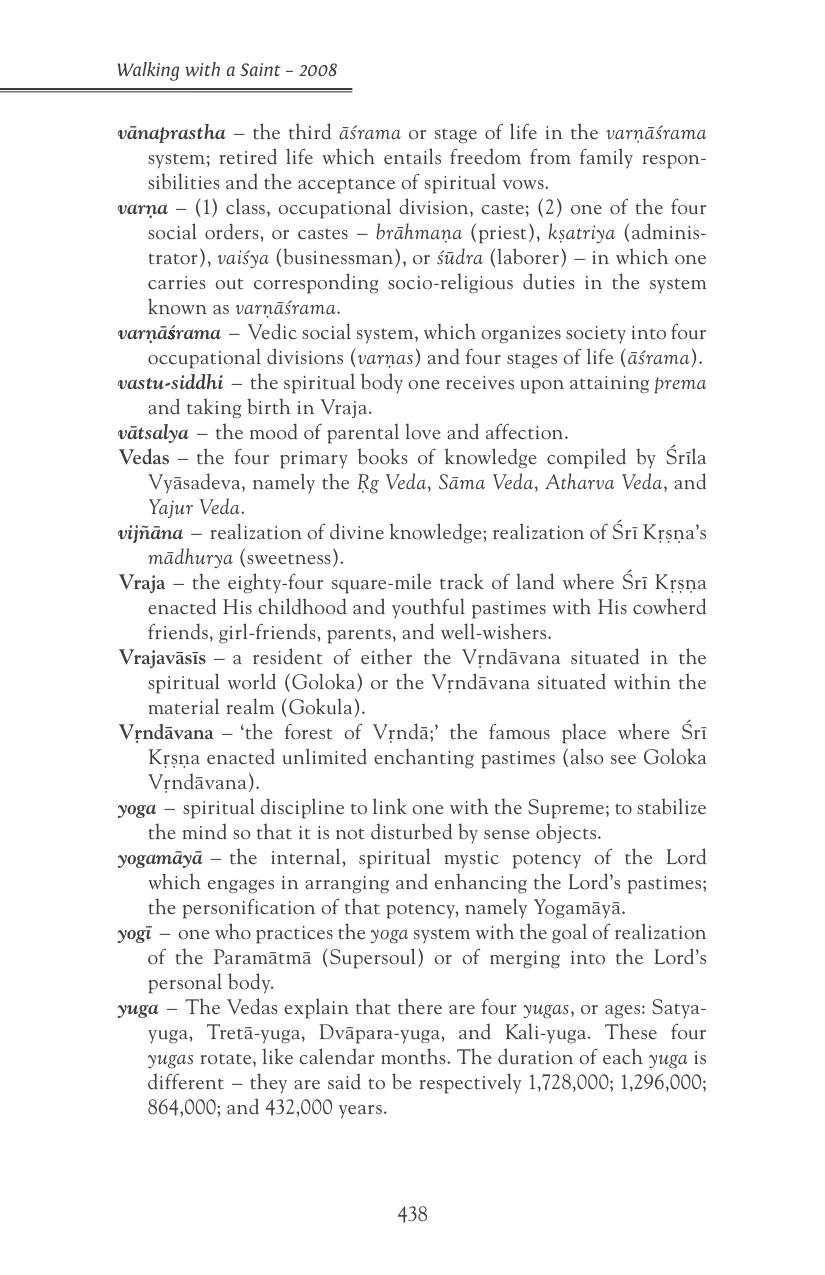 Walking with a Saint – 2008
vānaprastha – the third āśrama or stage of life in the varṇāśrama
system; retired life which entails freedom from family respon-
sibilities and the acceptance of spiritual vows.
varṇa – (1) class, occupational division, caste; (2) one of the four
social orders, or castes – brāhmaṇa (priest), kṣatriya (adminis-
trator), vaiśya (businessman), or śūdra (laborer) – in which one
carries out corresponding socio-religious duties in the system
known as varṇāśrama.
varṇāśrama – Vedic social system, which organizes society into four
occupational divisions (varṇas) and four stages of life (āśrama).
vastu-siddhi – the spiritual body one receives upon attaining prema
and taking birth in Vraja.
vātsalya – the mood of parental love and affection.
Vedas – the four primary books of knowledge compiled by Śrīla
Vyāsadeva, namely the Ṛg Veda, Sāma Veda, Atharva Veda, and
Yajur Veda.
vijñāna – realization of divine knowledge; realization of Śrī Kṛṣṇa’s
mādhurya (sweetness).
Vraja – the eighty-four square-mile track of land where Śrī Kṛṣṇa
enacted His childhood and youthful pastimes with His cowherd
friends, girl-friends, parents, and well-wishers.
Vrajavāsīs – a resident of either the Vṛndāvana situated in the
spiritual world (Goloka) or the Vṛndāvana situated within the
material realm (Gokula).
Vṛndāvana – ‘the forest of Vṛndā;’ the famous place where Śrī
Kṛṣṇa enacted unlimited enchanting pastimes (also see Goloka
Vṛndāvana).
yoga – spiritual discipline to link one with the Supreme; to stabilize
the mind so that it is not disturbed by sense objects.
yogamāyā – the internal, spiritual mystic potency of the Lord
which engages in arranging and enhancing the Lord’s pastimes;
the personification of that potency, namely Yogamāyā.
yogī – one who practices the yoga system with the goal of realization
of the Paramātmā (Supersoul) or of merging into the Lord’s
personal body.
yuga – The Vedas explain that there are four yugas, or ages: Satya-
yuga, Tretā-yuga, Dvāpara-yuga, and Kali-yuga. These four
yugas rotate, like calendar months. The duration of each yuga is
different – they are said to be respectively 1,728,000; 1,296,000;
864,000; and 432,000 years.
438